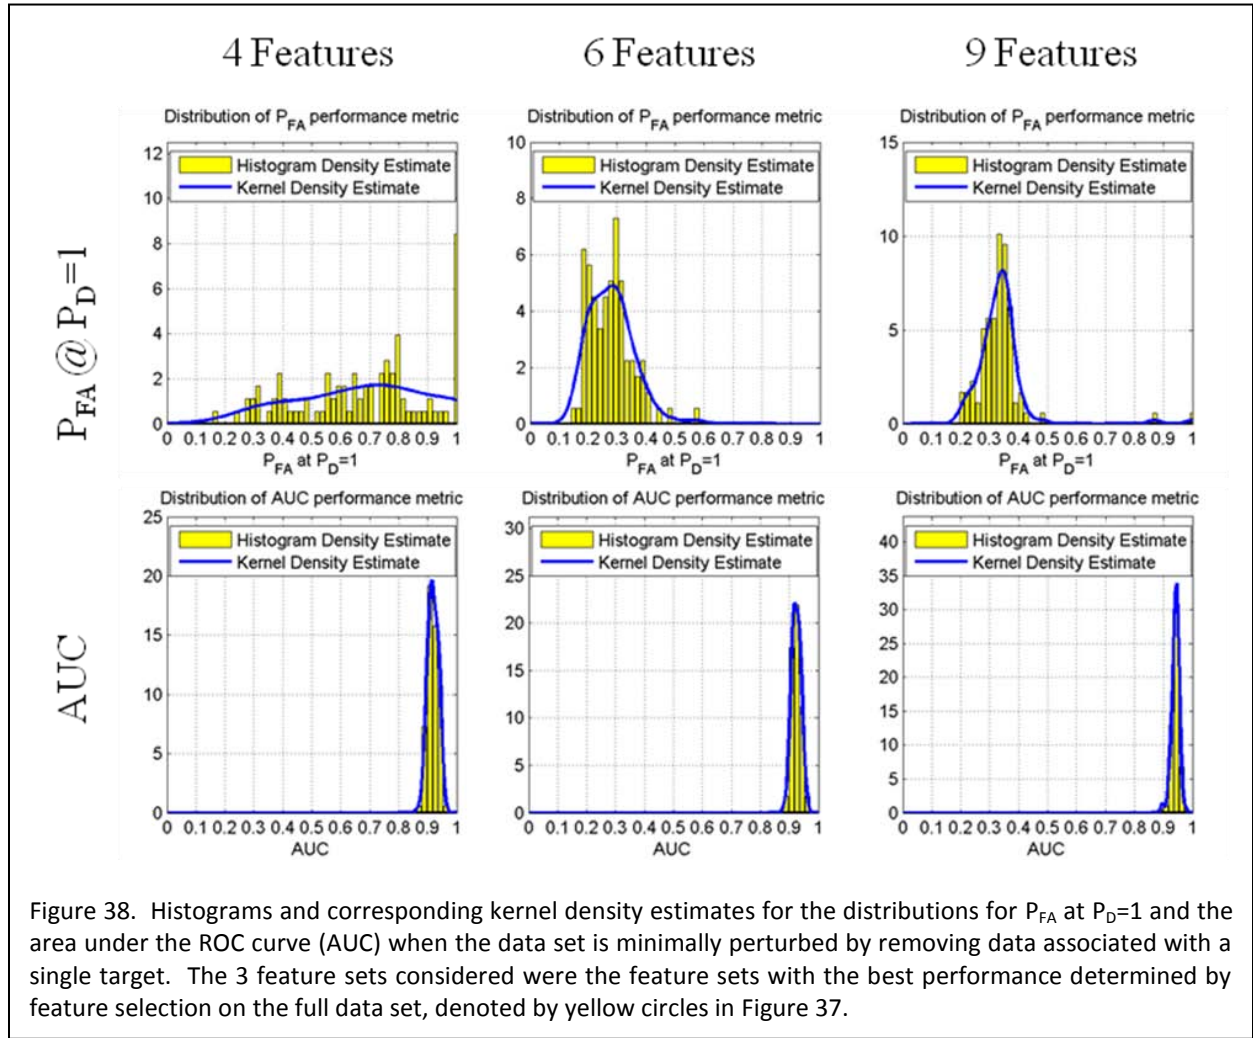 4 Features
6 Features
9 Features
P_FA @ P_D=1
Distribution of P_FA performance metric
12
10
8
6
4
2
0
Histogram Density Estimate
Kernel Density Estimate
0 0.1 0.2 0.3 0.4 0.5 0.6 0.7 0.8 0.9 1
P_FA at P_D=1
Distribution of P_FA performance metric
10
8
6
4
2
0
Histogram Density Estimate
Kernel Density Estimate
0 0.1 0.2 0.3 0.4 0.5 0.6 0.7 0.8 0.9 1
P_FA at P_D=1
Distribution of P_FA performance metric
15
10
5
0
Histogram Density Estimate
Kernel Density Estimate
0 0.1 0.2 0.3 0.4 0.5 0.6 0.7 0.8 0.9 1
P_FA at P_D=1
AUC
Distribution of AUC performance metric
25
20
15
10
5
0
Histogram Density Estimate
Kernel Density Estimate
0 0.1 0.2 0.3 0.4 0.5 0.6 0.7 0.8 0.9 1
AUC
Distribution of AUC performance metric
30
25
20
15
10
5
0
Histogram Density Estimate
Kernel Density Estimate
0 0.1 0.2 0.3 0.4 0.5 0.6 0.7 0.8 0.9 1
AUC
Distribution of AUC performance metric
40
35
30
25
20
15
10
5
0
Histogram Density Estimate
Kernel Density Estimate
0 0.1 0.2 0.3 0.4 0.5 0.6 0.7 0.8 0.9 1
AUC
Figure 38. Histograms and corresponding kernel density estimates for the distributions for P_FA at P_D=1 and the
area under the ROC curve (AUC) when the data set is minimally perturbed by removing data associated with a
single target. The 3 feature sets considered were the feature sets with the best performance determined by
feature selection on the full data set, denoted by yellow circles in Figure 37.